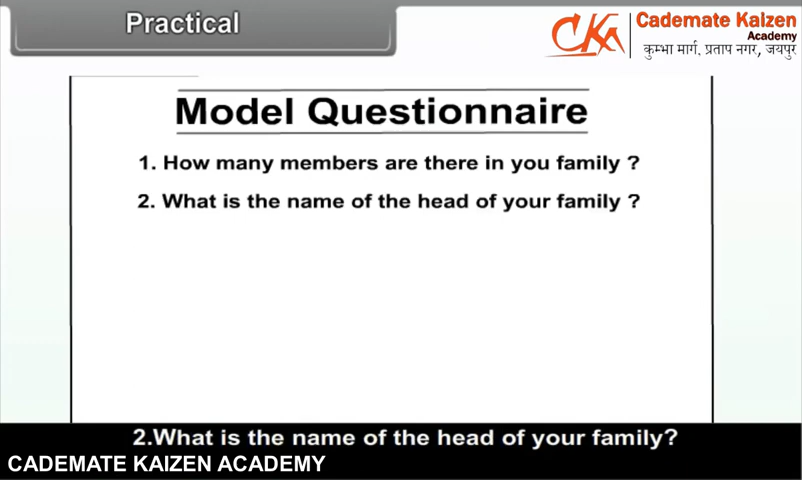 Practical
Cademate Kaizen
Academy
कुम्भा मार्ग, प्रताप नगर, जयपुर
CKA
Model Questionnaire
1. How many members are there in you family ?
2. What is the name of the head of your family ?
2.What is the name of the head of your family?
CADEMATE KAIZEN ACADEMY